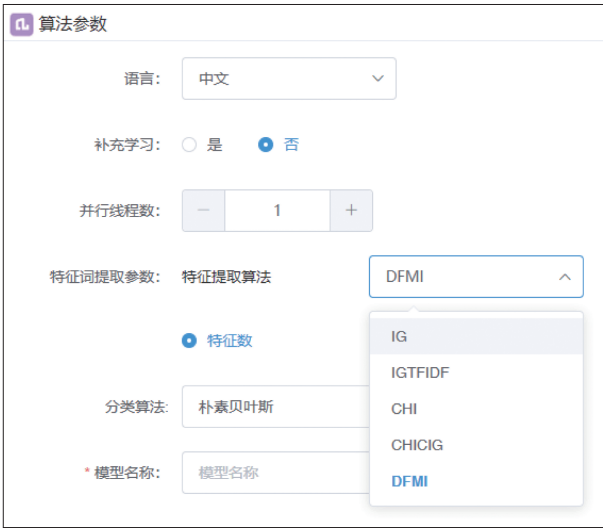 算法参数
语言： 中文
补充学习： 是 否
并行线程数： － 1 +
特征词提取参数： 特征提取算法 DFMI
特征数
IG
IGTFIDF
CHI
CHICIG
DFMI
分类算法: 朴素贝叶斯
* 模型名称： 模型名称